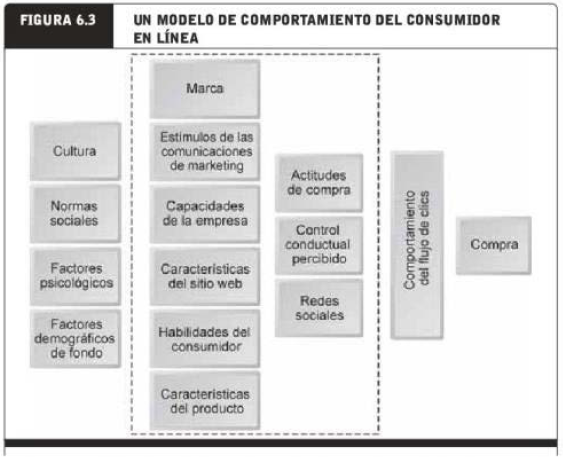 FIGURA 6.3
UN MODELO DE COMPORTAMIENTO DEL CONSUMIDOR
EN LÍNEA
Cultura
Normas
sociales
Factores
psicológicos
Factores
demográficos
de fondo
Marca
Estímulos de las
comunicaciones
de marketing
Capacidades
de la empresa
Características
del sitio web
Habilidades del
consumidor
Características
del producto
Actitudes
de compra
Control
conductual
percibido
Redes
sociales
Comportamiento
del flujo de clics
Compra